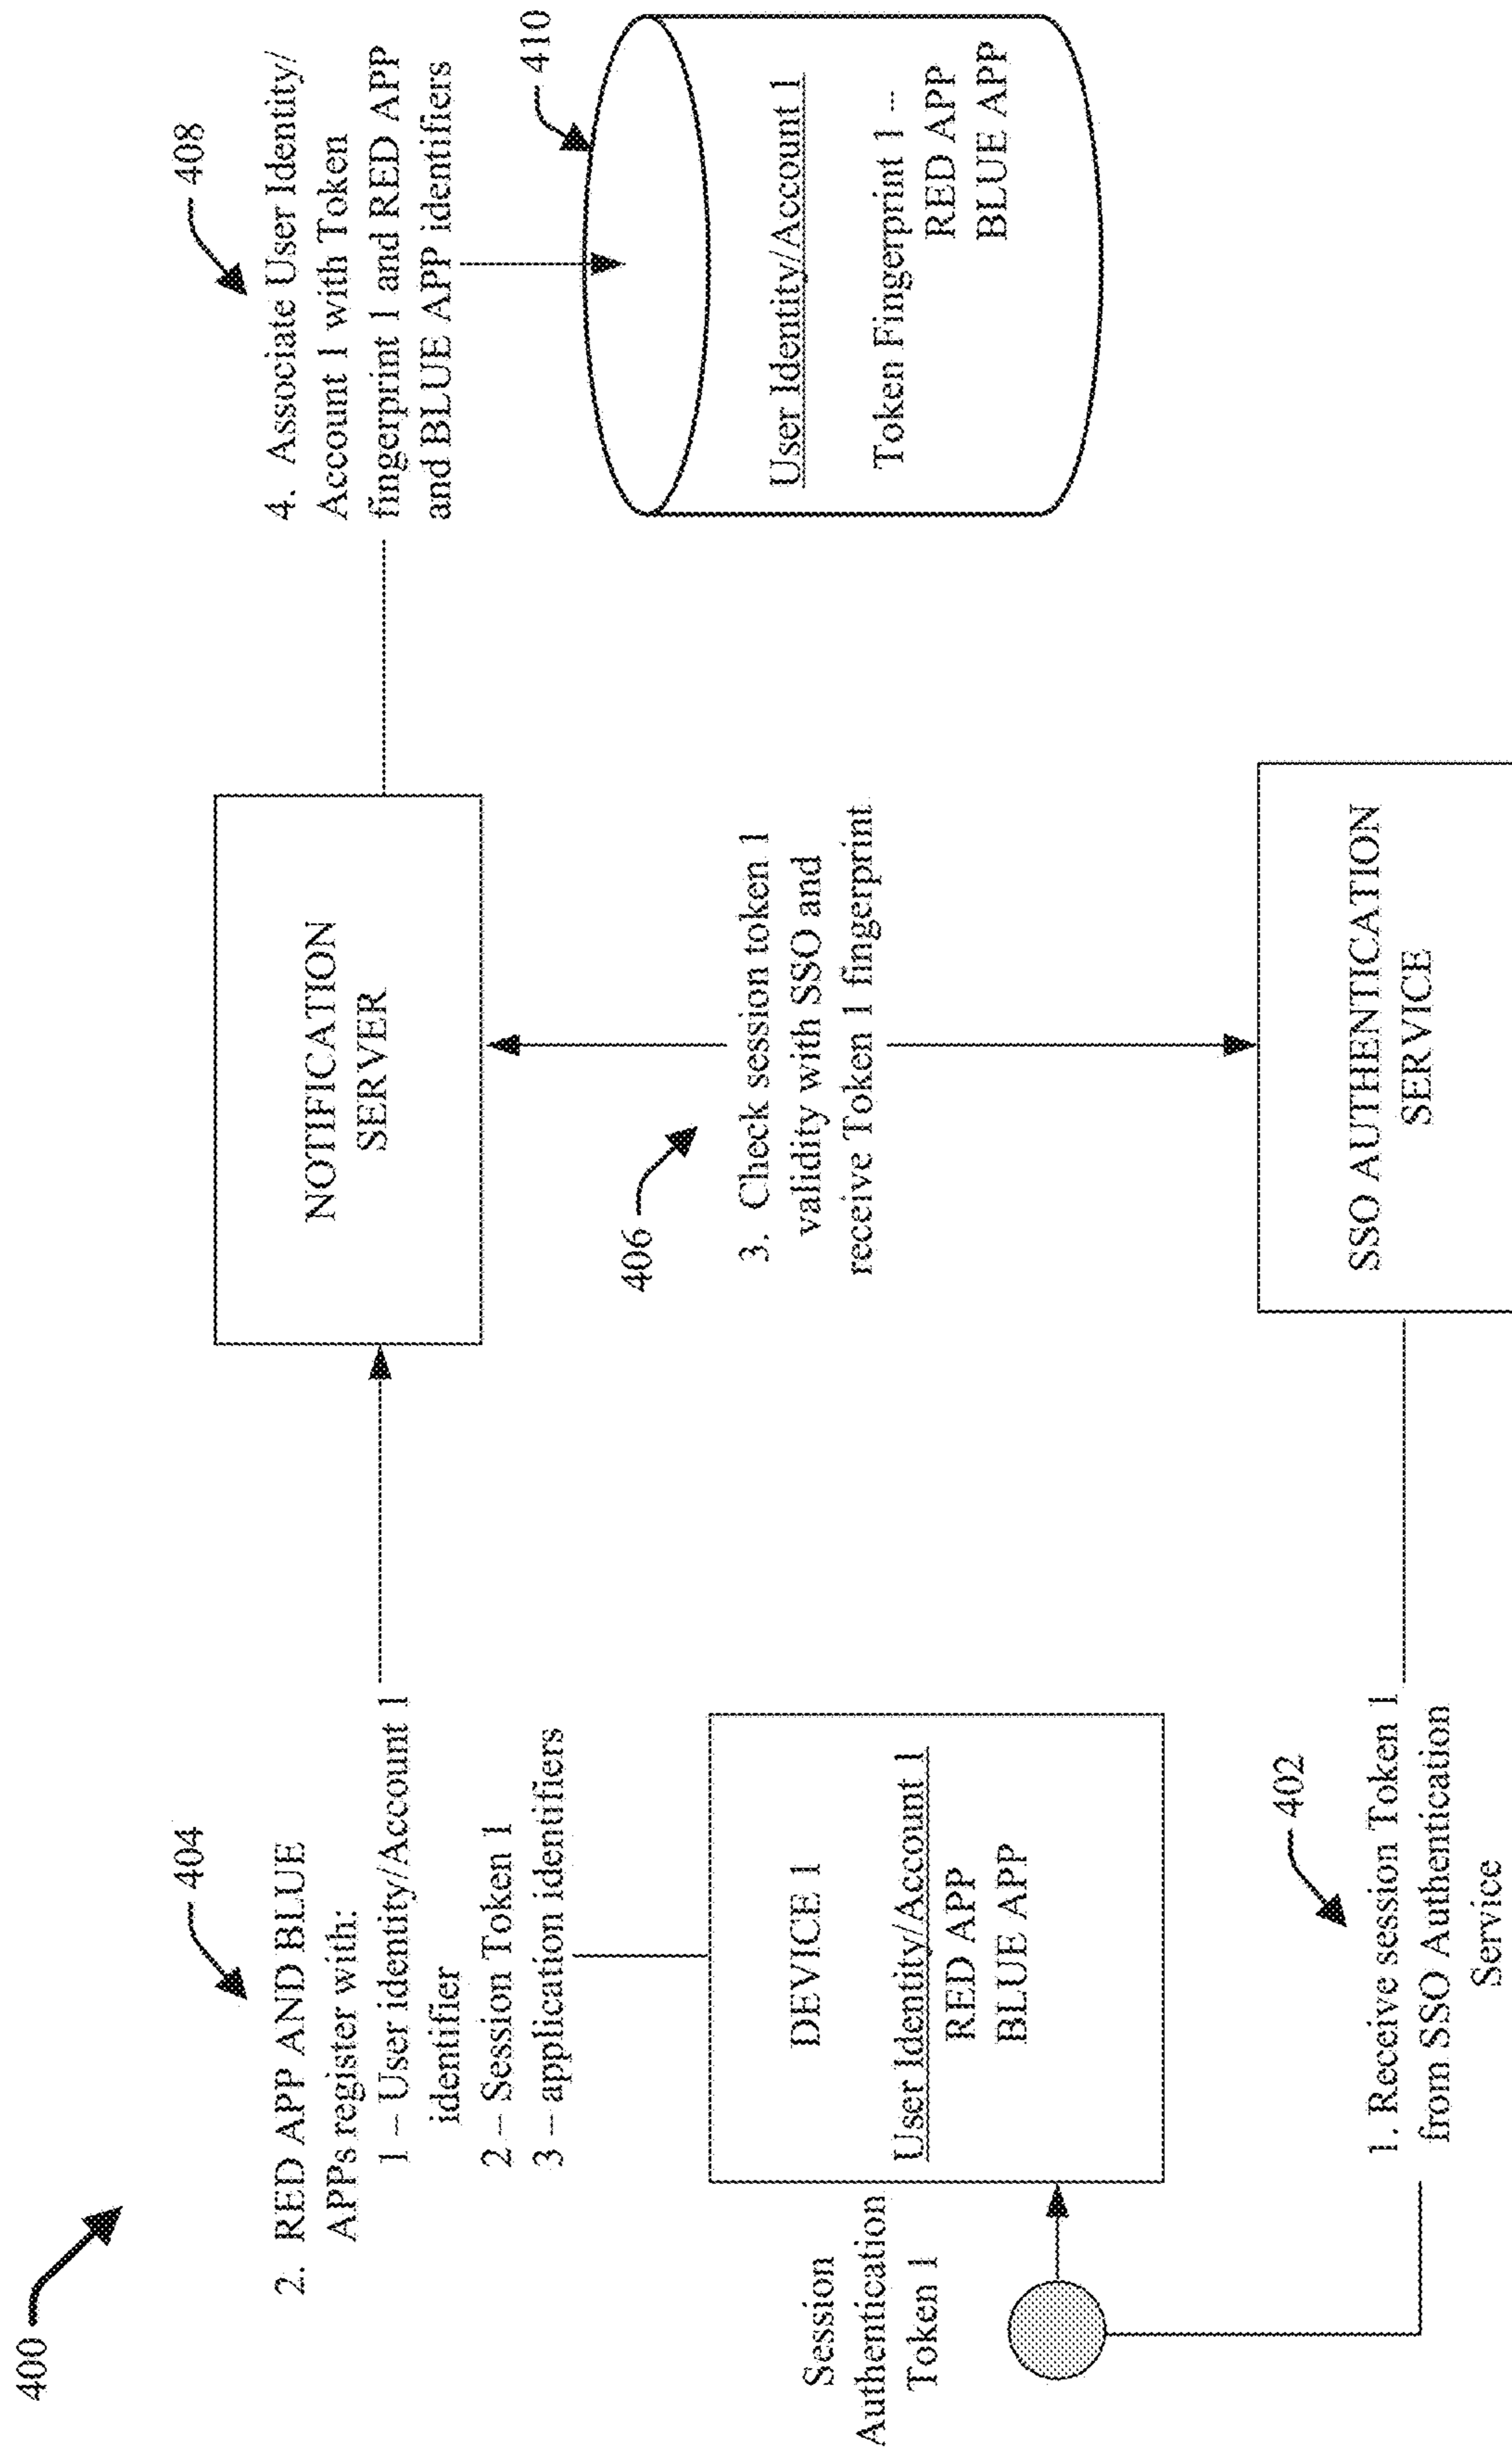 400
404
2. RED APP AND BLUE
APPs register with:
1 – User identity/Account 1
identifier
2 – Session Token 1
3 – application identifiers
NOTIFICATION
SERVER
408
4. Associate User Identity/
Account 1 with Token
fingerprint 1 and RED APP
and BLUE APP identifiers
410
User Identity/Account 1
Token Fingerprint 1 –
RED APP
BLUE APP
406
3. Check session token 1
validity with SSO and
receive Token 1 fingerprint
Session
Authentication
Token 1
DEVICE 1
User Identity/Account 1
RED APP
BLUE APP
402
1. Receive session Token 1
from SSO Authentication
Service
SSO AUTHENTICATION
SERVICE